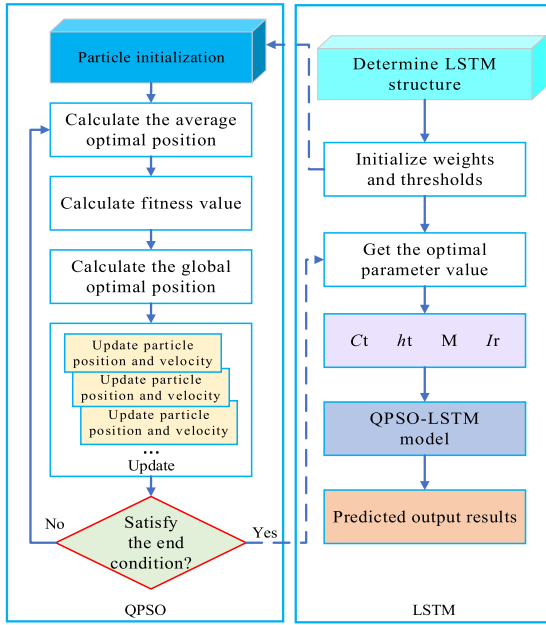 Particle initialization
Calculate the average
optimal position
Calculate fitness value
Calculate the global
optimal position
Update particle
position and velocity
Update particle
position and velocity
Update particle
position and velocity
...
Update
No
Satisfy
the end
condition?
Yes
QPSO
Determine LSTM
structure
Initialize weights
and thresholds
Get the optimal
parameter value
Ct ht M Ir
QPSO-LSTM
model
Predicted output results
LSTM